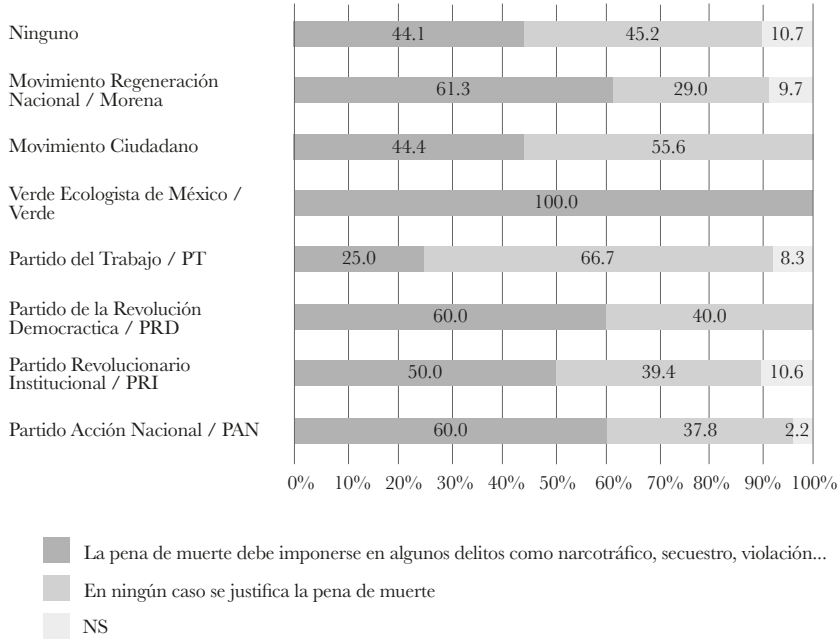 Ninguno
44.1 45.2 10.7
Movimiento Regeneración
Nacional / Morena
61.3 29.0 9.7
Movimiento Ciudadano
44.4 55.6
Verde Ecologista de México /
Verde
100.0
Partido del Trabajo / PT
25.0 66.7 8.3
Partido de la Revolución
Democractica / PRD
60.0 40.0
Partido Revolucionario
Institucional / PRI
50.0 39.4 10.6
Partido Acción Nacional / PAN
60.0 37.8 2.2
0% 10% 20% 30% 40% 50% 60% 70% 80% 90% 100%
La pena de muerte debe imponerse en algunos delitos como narcotráfico, secuestro, violación...
En ningún caso se justifica la pena de muerte
NS